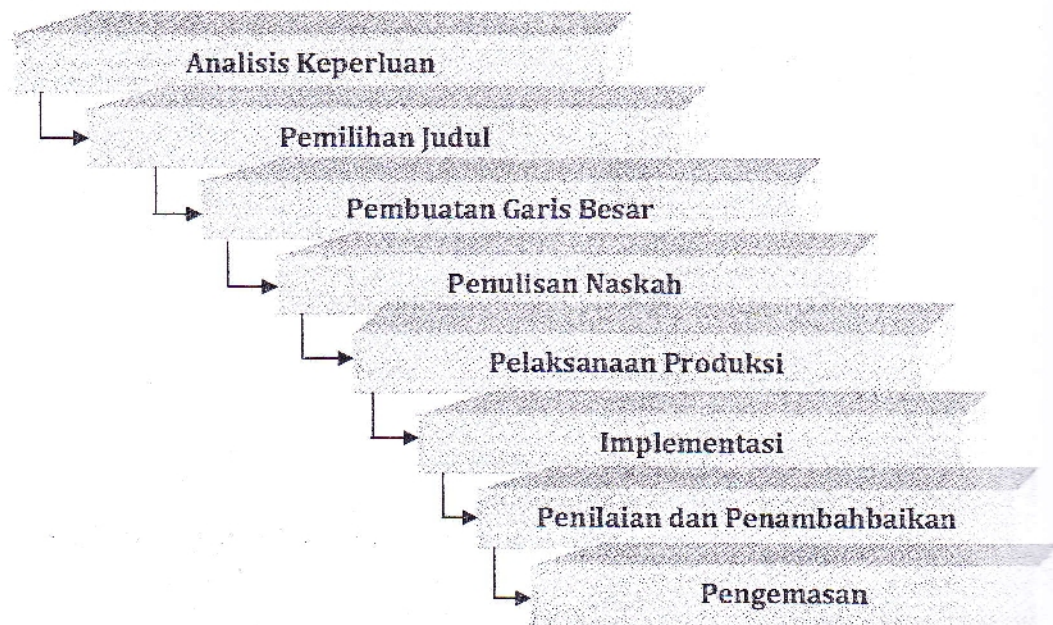 Analisis Keperluan
Pemilihan Judul
Pembuatan Garis Besar
Penulisan Naskah
Pelaksanaan Produksi
Implementasi
Penilaian dan Penambahbaikan
Pengemasan